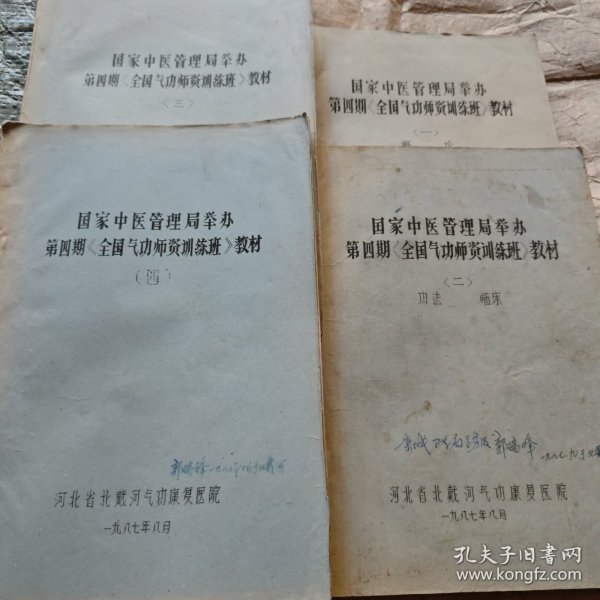 国家中医管理局举办
第四期《全国气功师资训练班》教材
（三）
国家中医管理局举办
第四期《全国气功师资训练班》教材
（一）
国家中医管理局举办
第四期《全国气功师资训练班》教材
（四）
河北省北戴河气功康复医院
一九八七年八月
国家中医管理局举办
第四期《全国气功师资训练班》教材
（二）
功法 临床
河北省北戴河气功康复医院
一九八七年八月
孔夫子旧书网
www.kongfz.com